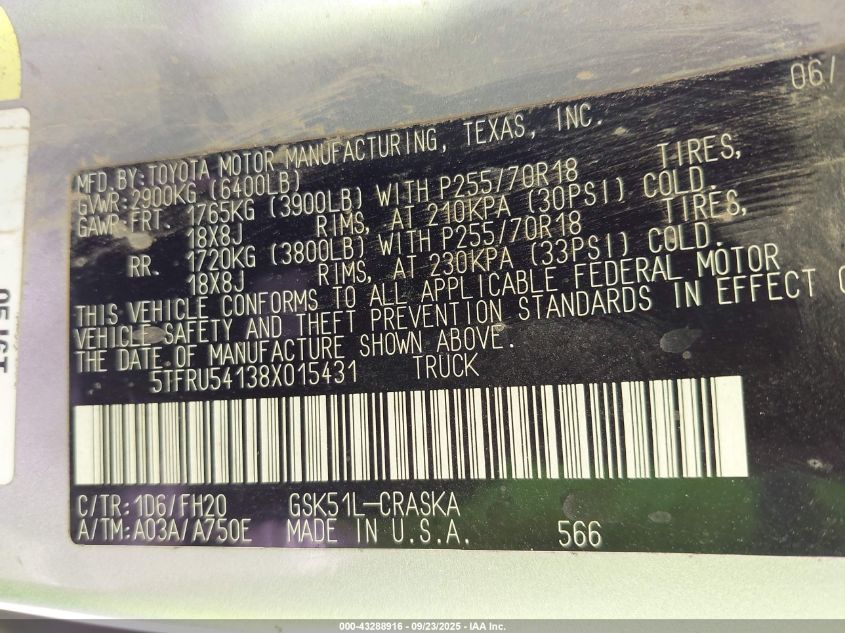 06/
MFD.BY:TOYOTA MOTOR MANUFACTURING, TEXAS, INC.
GVWR:2900KG (6400LB)
GAWR:FRT. 1765KG (3900LB) WITH P255/70R18 TIRES,
18X8J RIMS, AT 210KPA (30PSI) COLD.
RR. 1720KG (3800LB) WITH P255/70R18 TIRES,
18X8J RIMS, AT 230KPA (33PSI) COLD.
THIS VEHICLE CONFORMS TO ALL APPLICABLE FEDERAL MOTOR
VEHICLE SAFETY AND THEFT PREVENTION STANDARDS IN EFFECT
THE DATE OF MANUFACTURE SHOWN ABOVE.
5TFRU54138X015431 TRUCK
C/TR:1D6/FH20 GSK51L-CRASKA
A/TM:A03A/A750E MADE IN U.S.A. 566
000-43288916 - 09/23/2025 - IAA Inc.